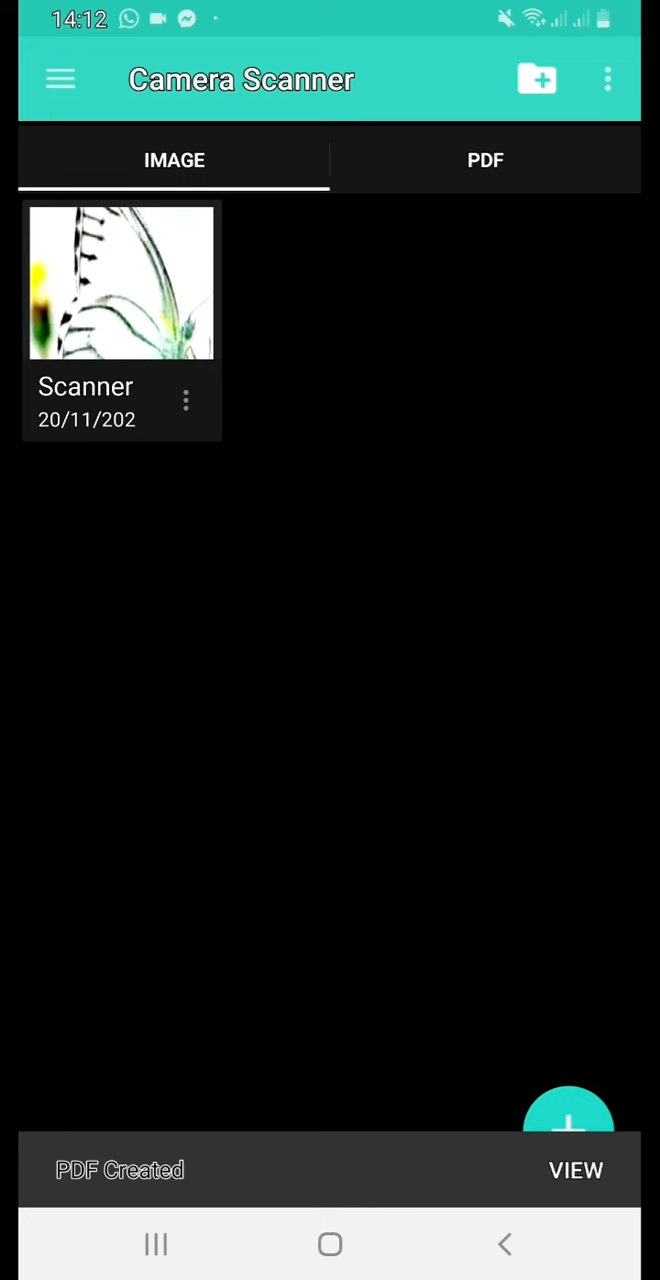 14:12
Camera Scanner
IMAGE
PDF
Scanner
20/11/202
PDF Created
VIEW